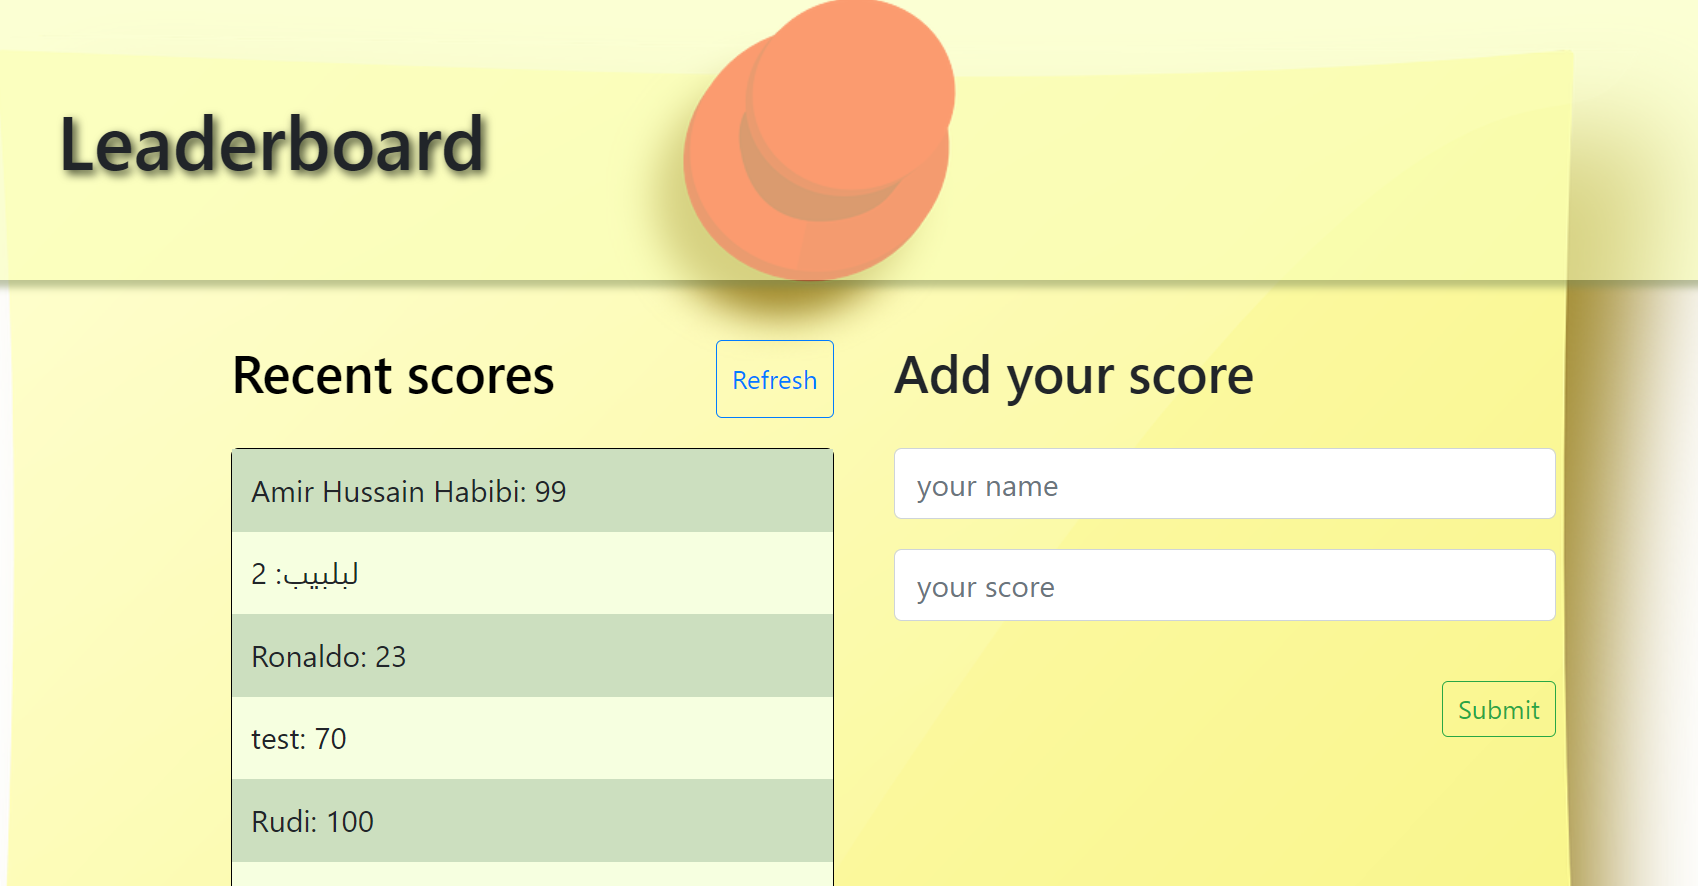 Leaderboard
Recent scores
Refresh
Amir Hussain Habibi: 99
لبلبيب: 2
Ronaldo: 23
test: 70
Rudi: 100
Add your score
your name
your score
Submit